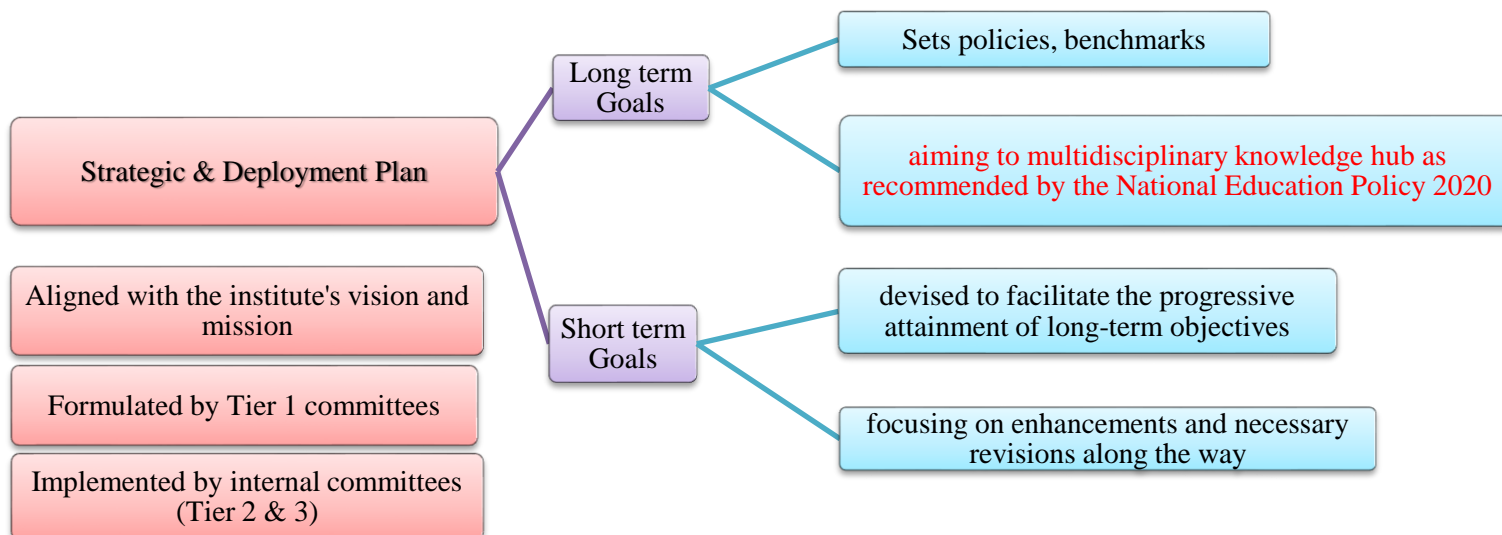 Strategic & Deployment Plan
Aligned with the institute's vision and
mission
Formulated by Tier 1 committees
Implemented by internal committees
(Tier 2 & 3)
Long term
Goals
Sets policies, benchmarks
aiming to multidisciplinary knowledge hub as
recommended by the National Education Policy 2020
Short term
Goals
devised to facilitate the progressive
attainment of long-term objectives
focusing on enhancements and necessary
revisions along the way